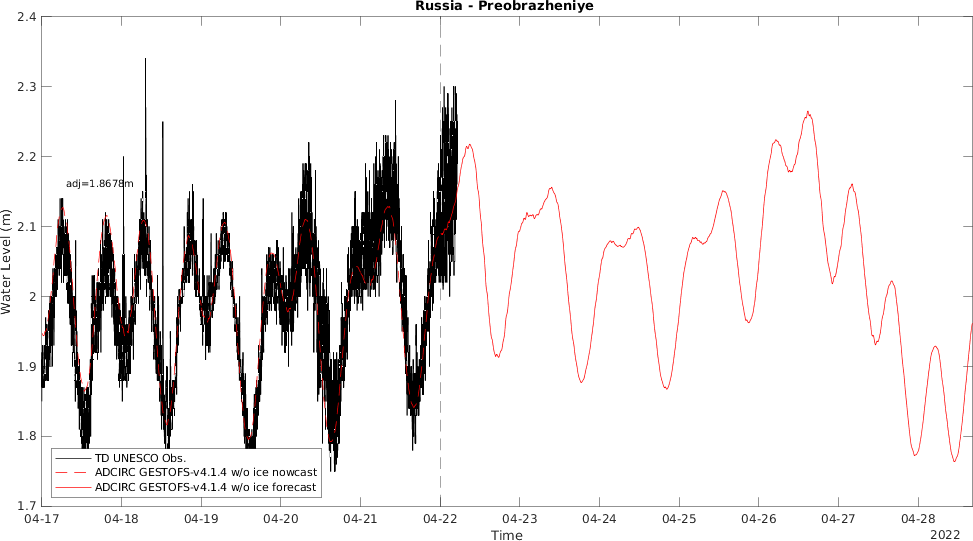 Russia - Preobrazheniye
2.4
2.3
2.2
2.1
2
1.9
1.8
1.7
Water Level (m)
adj=1.8678m
TD UNESCO Obs.
ADCIRC GESTOFS-v4.1.4 w/o ice nowcast
ADCIRC GESTOFS-v4.1.4 w/o ice forecast
04-17 04-18 04-19 04-20 04-21 04-22 04-23 04-24 04-25 04-26 04-27 04-28
Time
2022